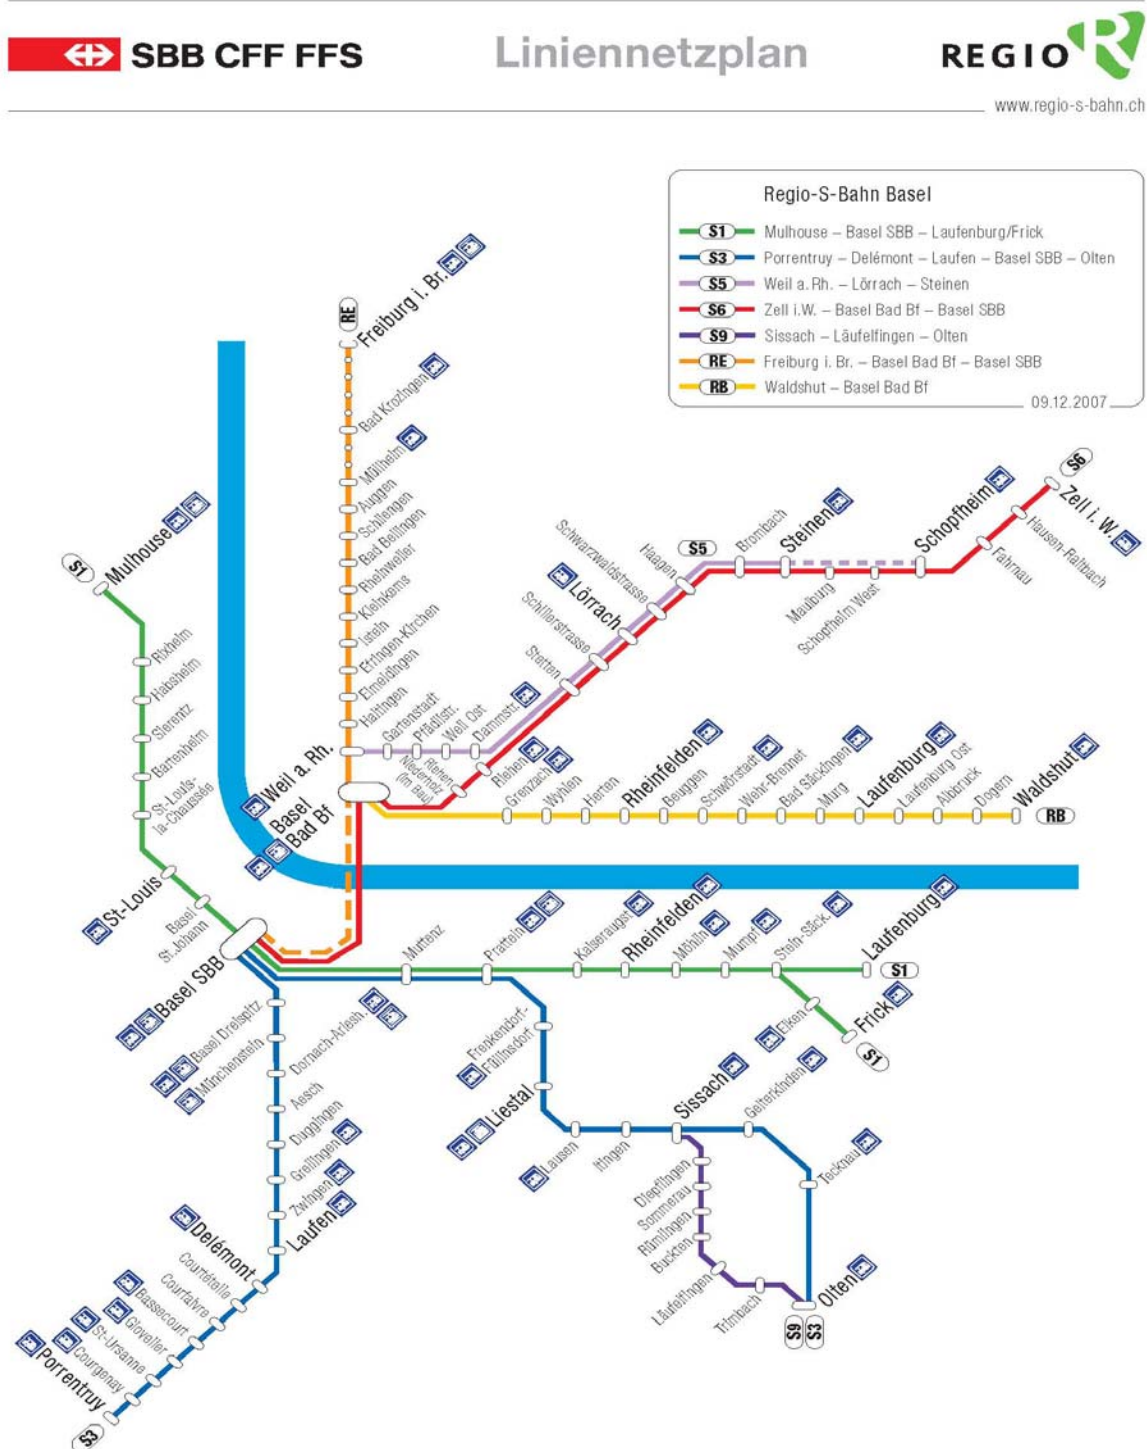 SBB CFF FFS
Liniennetzplan
REGIO
www.regio-s-bahn.ch
Regio-S-Bahn Basel
S1 Mulhouse – Basel SBB – Laufenburg/Frick
S3 Porrentruy – Delémont – Laufen – Basel SBB – Olten
S5 Weil a. Rh. – Lörrach – Steinen
S6 Zell i.W. – Basel Bad Bf – Basel SBB
S9 Sissach – Läufelfingen – Olten
RE Freiburg i. Br. – Basel Bad Bf – Basel SBB
RB Waldshut – Basel Bad Bf
09.12.2007
RE
Freiburg i. Br.
Bad Krozingen
Müllheim
Auggen
Schliengen
Bad Bellingen
Rheinweiler
Kleinkems
Istein
Efringen-Kirchen
Eimeldingen
Haltingen
Weil a. Rh.
Basel
Bad Bf
Gartenstadt
Pfädlistr.
Weil Ost
Dammstr.
Riehen
Niederholz
(im Bau)
Riehen
Stetten
Schillerstrasse
Lörrach
Schwarzwaldstrasse
Haagen
S5
Brombach
Steinen
Maulburg
Schopfheim West
Schopfheim
Fahrnau
Hausen-Raitbach
Zell i. W.
S6
S1
Mulhouse
Rixheim
Habsheim
Sierentz
Bartenheim
St-Louis-
la-Chaussée
St-Louis
Basel
St. Johann
Basel SBB
Grenzach
Wyhlen
Herten
Rheinfelden
Beuggen
Schwörstadt
Wehr-Brennet
Bad Säckingen
Murg
Laufenburg
Laufenburg Ost
Albbruck
Dogern
Waldshut
RB
Muttenz
Pratteln
Kaiseraugst
Rheinfelden
Möhlin
Mumpf
Stein-Säck.
Laufenburg
S1
Eiken
Frick
S1
Basel Dreispitz
Münchenstein
Dornach-Arlesh.
Aesch
Duggingen
Grellingen
Zwingen
Laufen
Delémont
Courtételle
Courfaivre
Bassecourt
Glovelier
St-Ursanne
Courgenay
Porrentruy
S3
Frenkendorf-
Füllinsdorf
Liestal
Lausen
Itingen
Sissach
Gelterkinden
Tecknau
Diepflingen
Sommerau
Rümlingen
Buckten
Läufelfingen
Trimbach
Olten
S9
S3